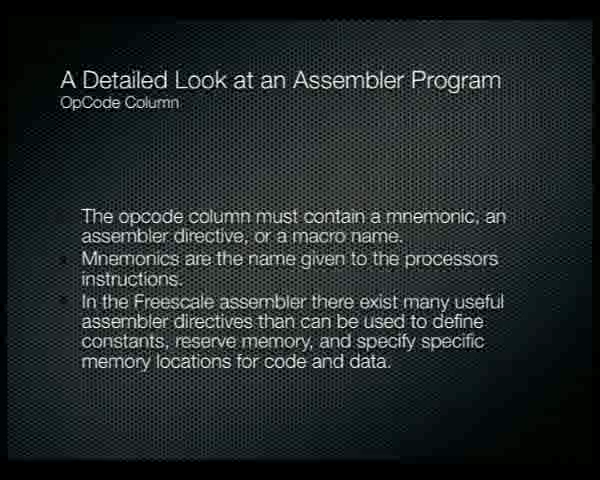 A Detailed Look at an Assembler Program
OpCode Column
The opcode column must contain a mnemonic, an
assembler directive, or a macro name.
Mnemonics are the name given to the processors
instructions.
In the Freescale assembler there exist many useful
assembler directives than can be used to define
constants, reserve memory, and specify specific
memory locations for code and data.